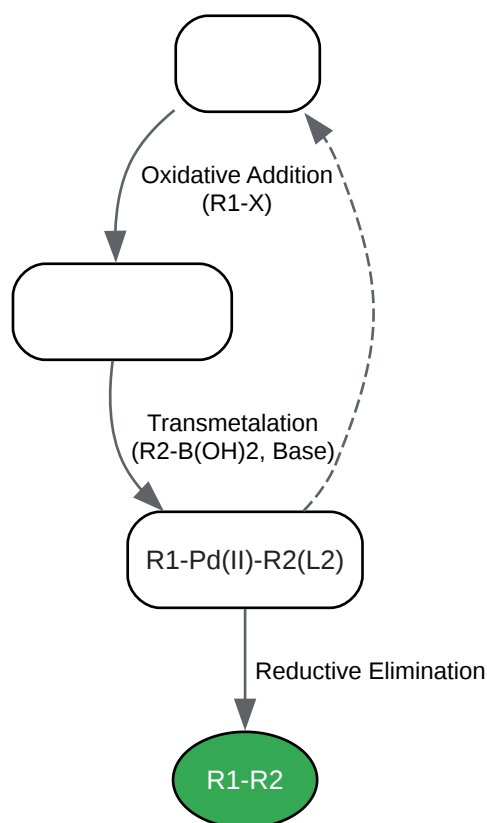 Oxidative Addition
(R1-X)
Transmetalation
(R2-B(OH)2, Base)
R1-Pd(II)-R2(L2)
Reductive Elimination
R1-R2